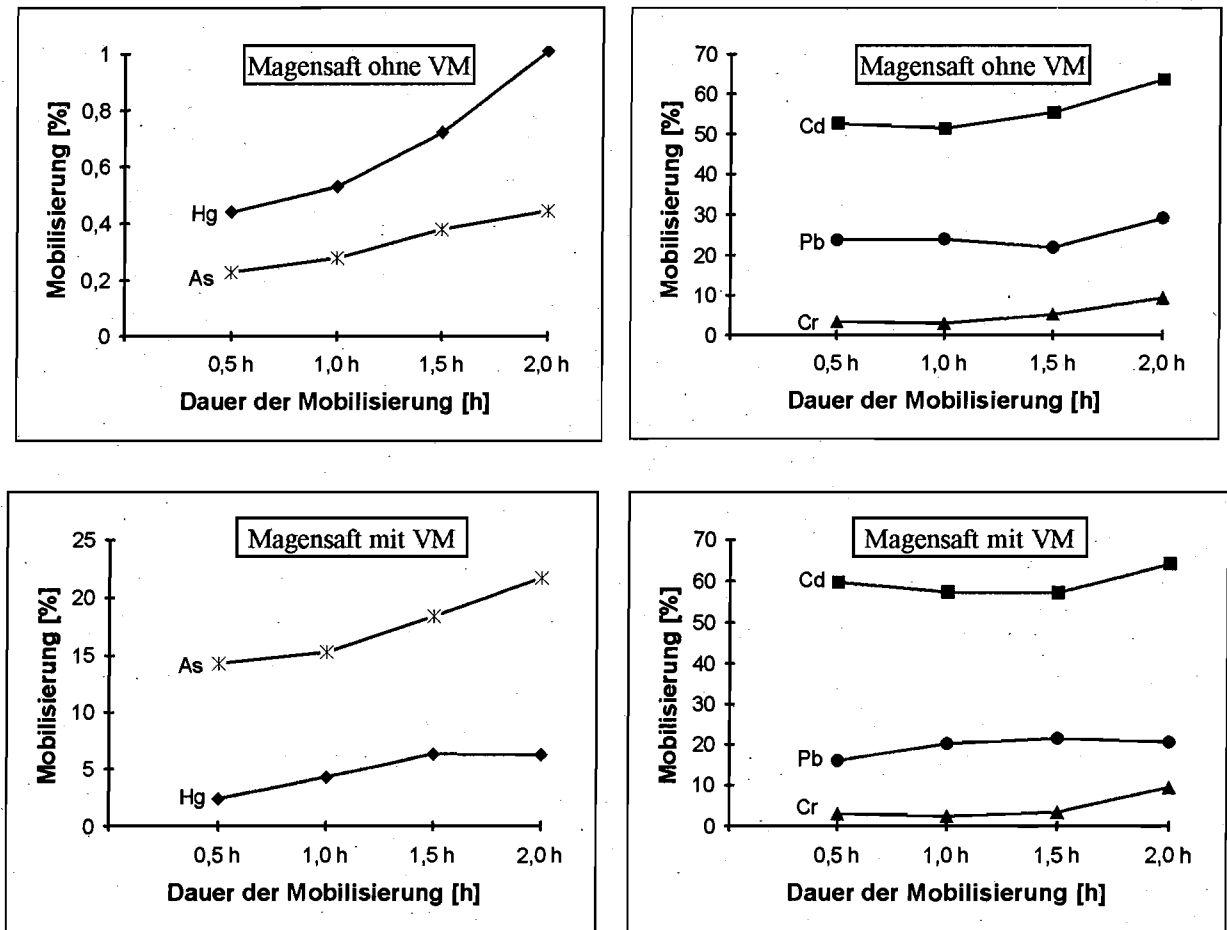 Magensaft ohne VM
Mobilisierung [%]
1
0,8
0,6
0,4
0,2
0
Hg
As
0,5 h 1,0 h 1,5 h 2,0 h
Dauer der Mobilisierung [h]
Magensaft ohne VM
Mobilisierung [%]
70
60
50
40
30
20
10
0
Cd
Pb
Cr
0,5 h 1,0 h 1,5 h 2,0 h
Dauer der Mobilisierung [h]
Magensaft mit VM
Mobilisierung [%]
25
20
15
10
5
0
As
Hg
0,5 h 1,0 h 1,5 h 2,0 h
Dauer der Mobilisierung [h]
Magensaft mit VM
Mobilisierung [%]
70
60
50
40
30
20
10
0
Cd
Pb
Cr
0,5 h 1,0 h 1,5 h 2,0 h
Dauer der Mobilisierung [h]